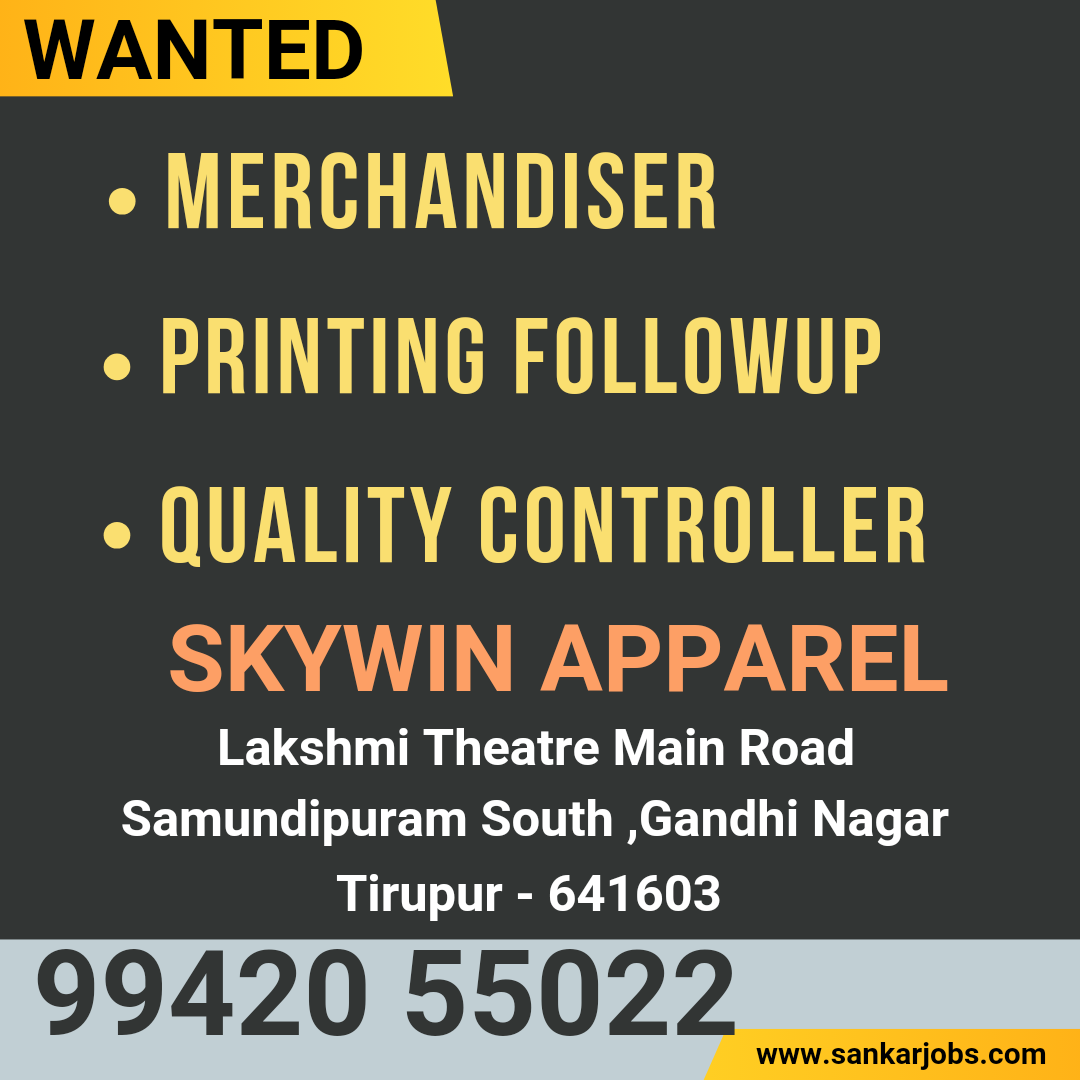 WANTED
• MERCHANDISER
• PRINTING FOLLOWUP
• QUALITY CONTROLLER
SKYWIN APPAREL
Lakshmi Theatre Main Road
Samundipuram South ,Gandhi Nagar
Tirupur - 641603
99420 55022
www.sankarjobs.com